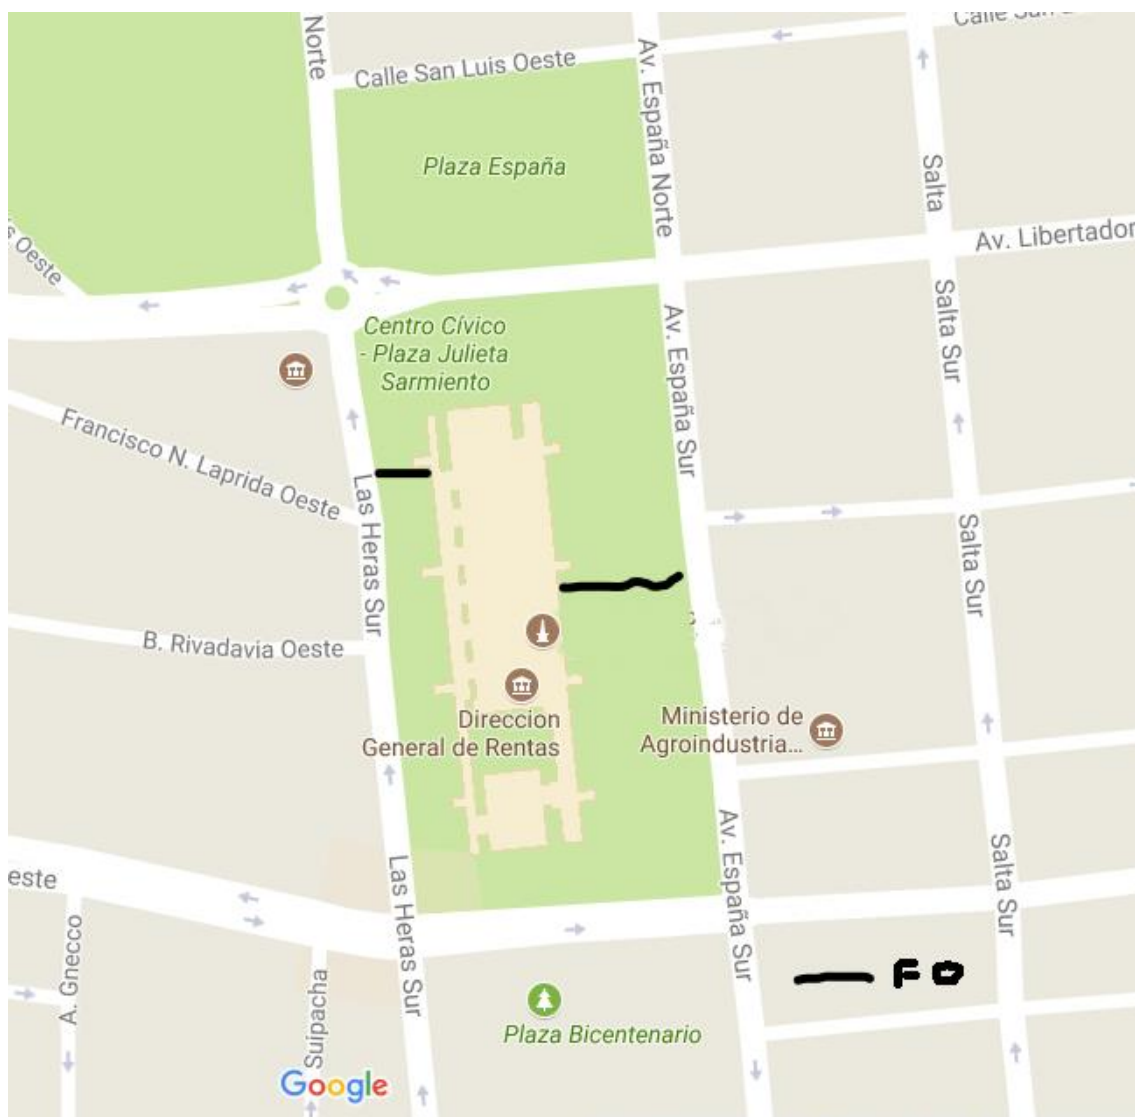 Norte
Calle San Luis Oeste
Av. España Norte
Plaza España
Salta
Oeste
Av. Libertador
Centro Cívico
- Plaza Julieta
Sarmiento
Av. España Sur
Salta Sur
Francisco N. Laprida Oeste
Las Heras Sur
Salta Sur
B. Rivadavia Oeste
Direccion
General de Rentas
Ministerio de
Agroindustria...
Av. España Sur
Salta Sur
este
Las Heras Sur
A. Gnecco
Suipacha
FO
Plaza Bicentenario
Google